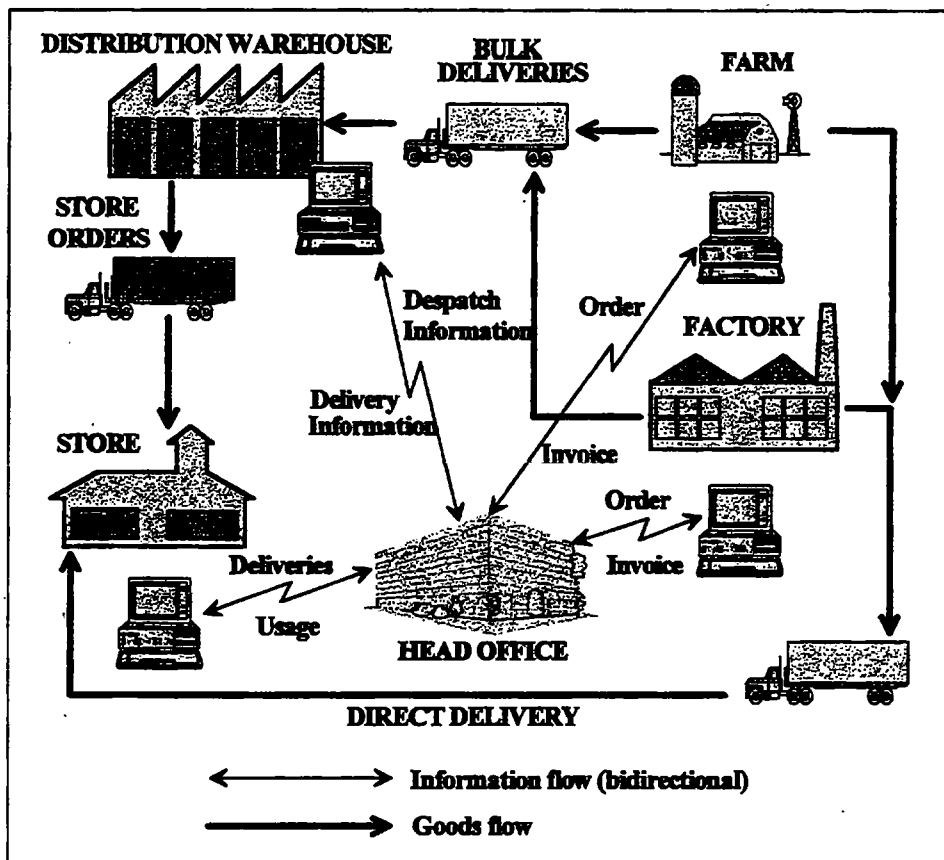 DISTRIBUTION WAREHOUSE
BULK
DELIVERIES
FARM
STORE
ORDERS
Despatch
Information
Order
FACTORY
Delivery
Information
STORE
Invoice
Order
Deliveries
Invoice
Usage
HEAD OFFICE
DIRECT DELIVERY
Information flow (bidirectional)
Goods flow